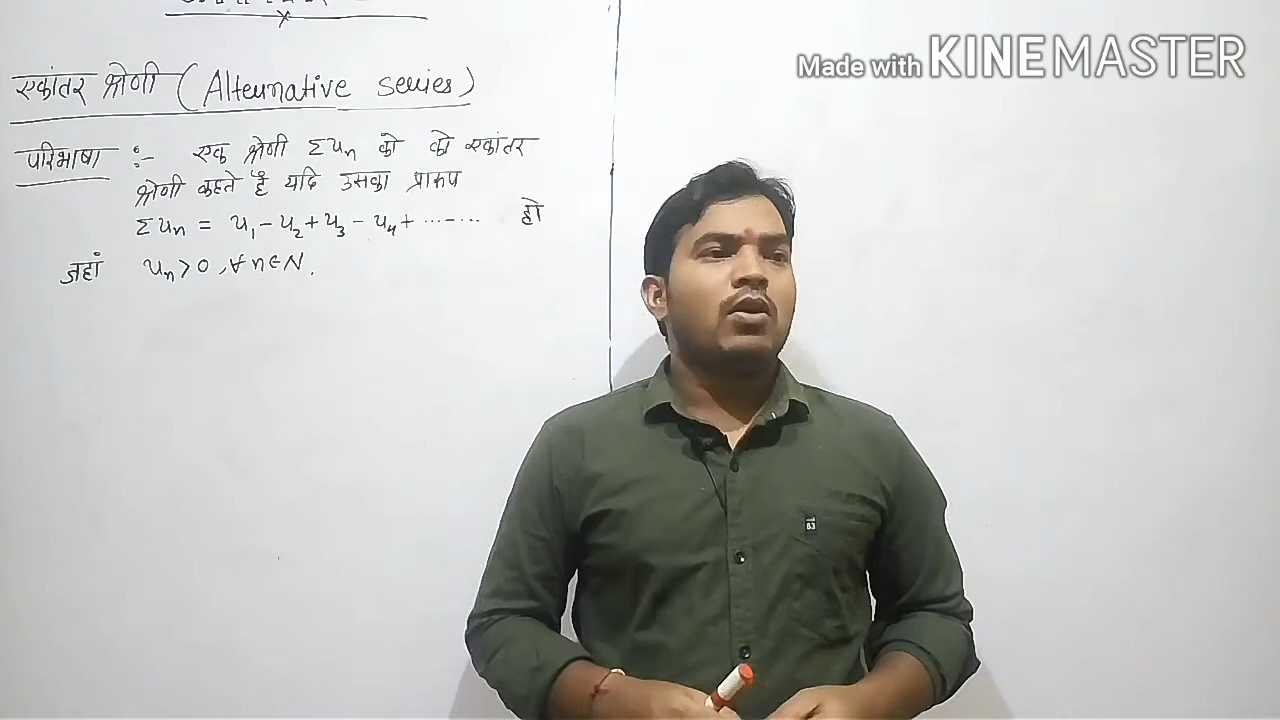 एकांतर श्रेणी (Alternative series)
परिभाषा :- एक श्रेणी Σuₙ को को एकांतर
श्रेणी कहते है यदि उसका प्रारूप
Σuₙ = u₁ - u₂ + u₃ - u₄ + ........ हो
जहां uₙ > 0, ∀ n ∈ N.
Made with KINEMASTER
63